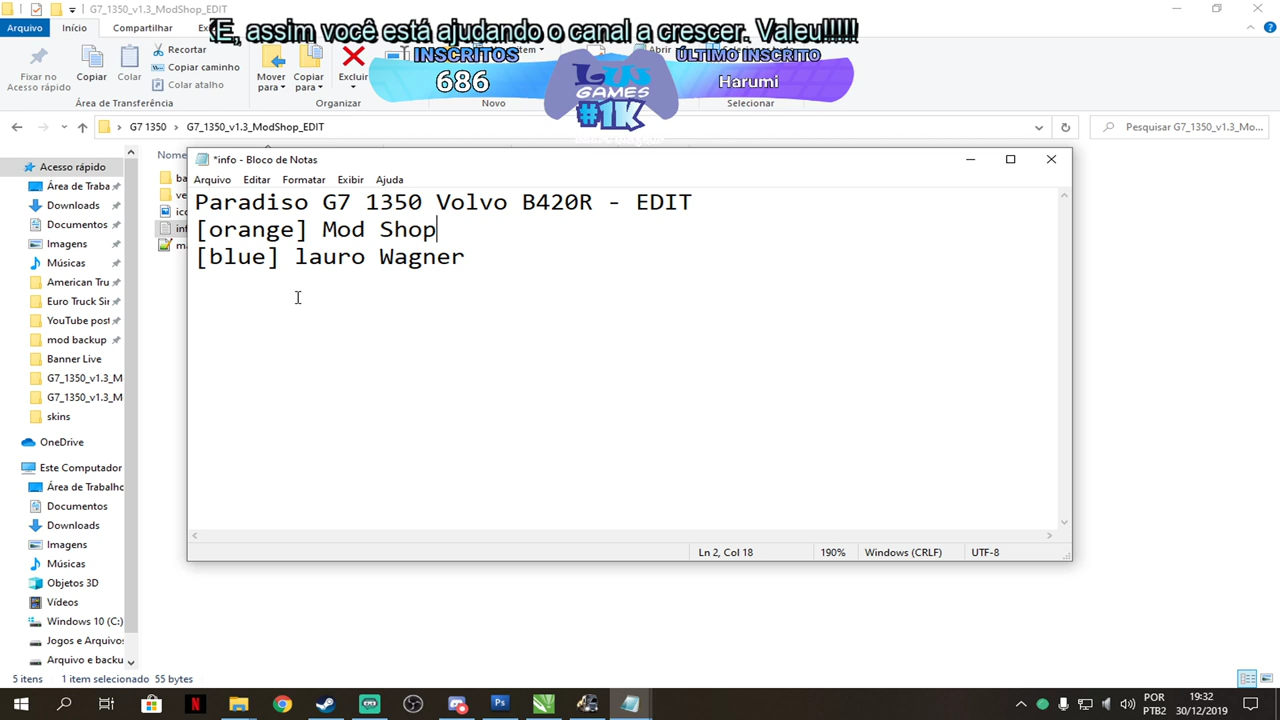 G7_1350_v1.3_ModShop_EDIT
E, assim você está ajudando o canal a crescer. Valeu!!!!!
Arquivo Início Compartilhar
INSCRITOS
686
LUS
GAMES
#1K
ÚLTIMO INSCRITO
Harumi
Fixar no
Acesso rápido
Copiar
Colar
Recortar
Copiar caminho
Colar atalho
Mover
para
Copiar
para
Excluir
Abrir
Área de Transferência
Organizar
Novo
Selecionar
G7 1350 > G7_1350_v1.3_ModShop_EDIT
Pesquisar G7_1350_v1.3_Mo...
Nome
Acesso rápido
Área de Traba
Downloads
Documentos
Imagens
Músicas
American Tru
Euro Truck Sir
YouTube post
mod backup
Banner Live
G7_1350_v1.3_M
G7_1350_v1.3_M
skins
OneDrive
Este Computador
Área de Trabalho
Documentos
Downloads
Imagens
Músicas
Objetos 3D
Vídeos
Windows 10 (C:)
Jogos e Arquivos
Arquivo e backu
*info - Bloco de Notas
Arquivo Editar Formatar Exibir Ajuda
Paradiso G7 1350 Volvo B420R - EDIT
[orange] Mod Shop
[blue] lauro Wagner
Ln 2, Col 18
190%
Windows (CRLF)
UTF-8
5 itens
1 item selecionado 55 bytes
POR
PTB2
19:32
30/12/2019